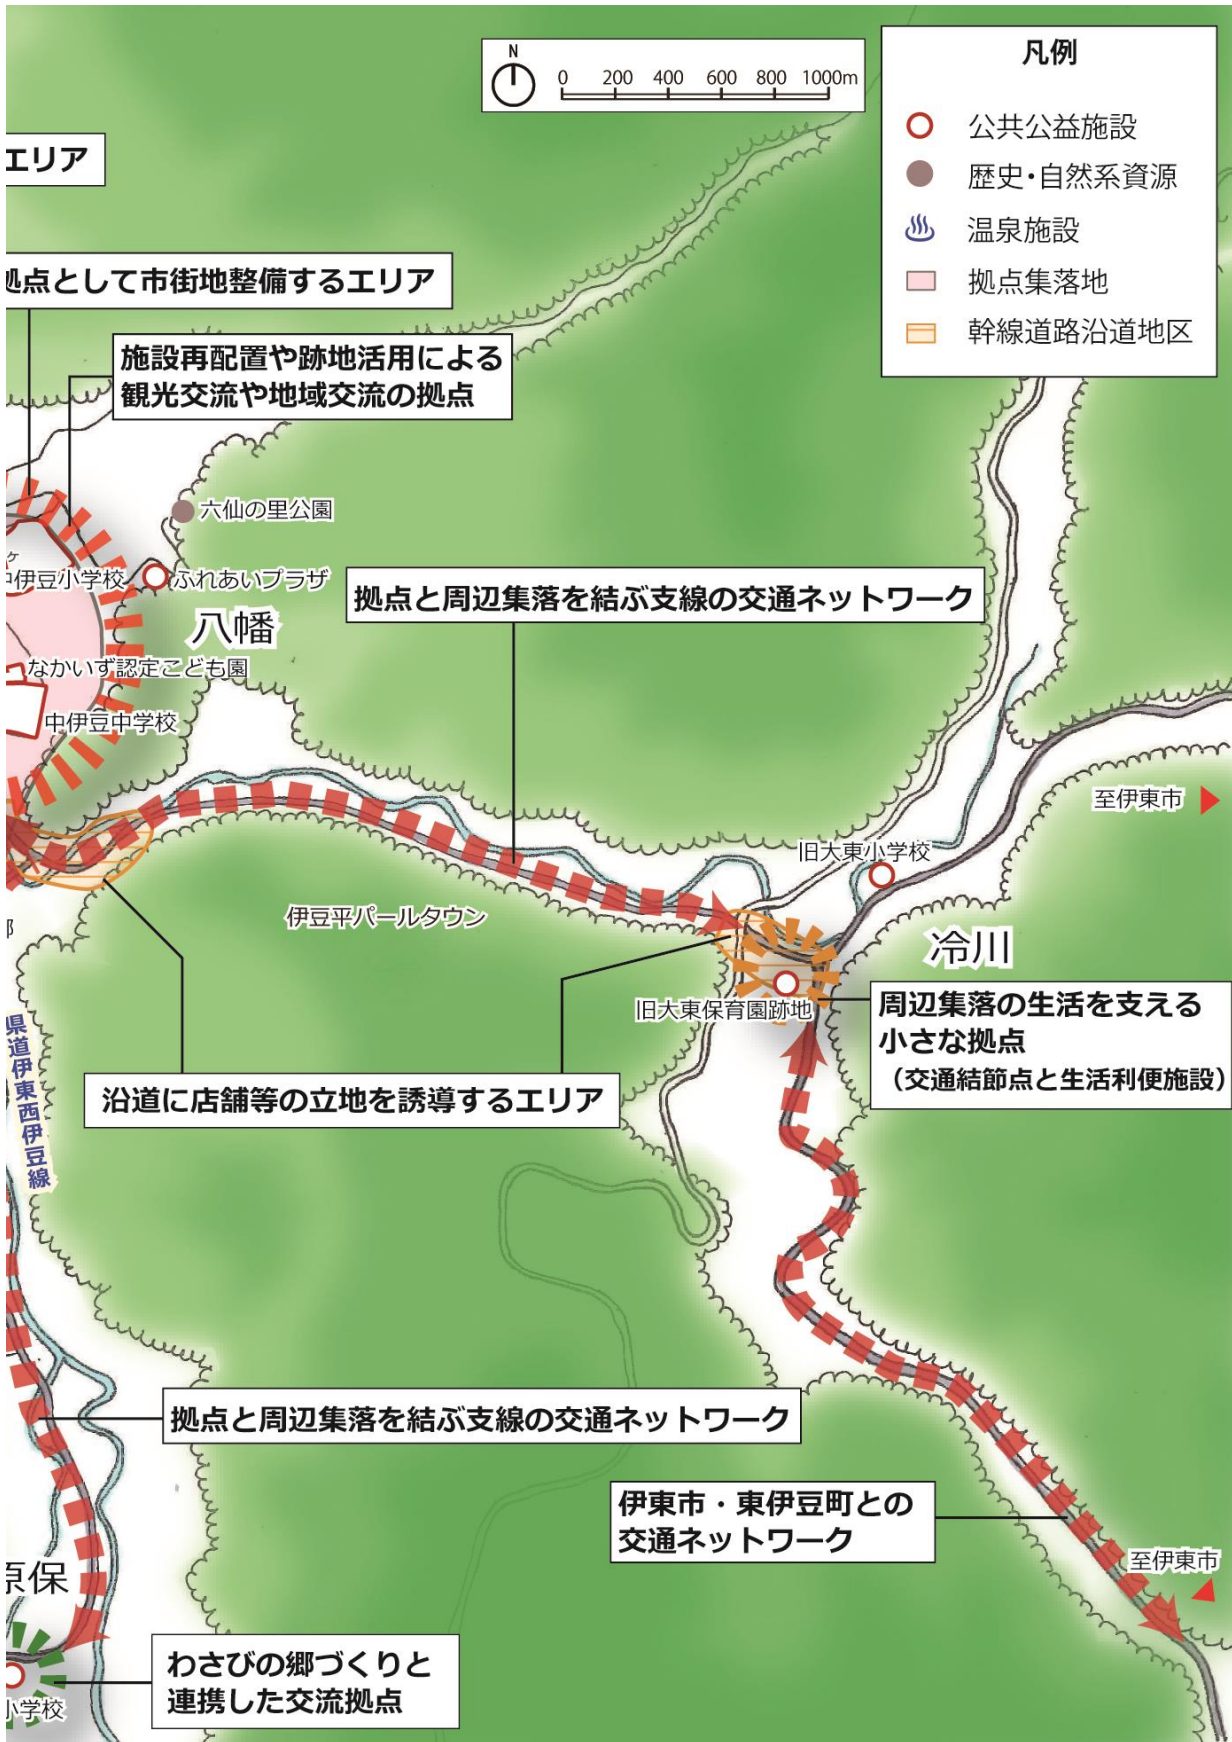 N
0 200 400 600 800 1000m
凡例
公共公益施設
歴史・自然系資源
温泉施設
拠点集落地
幹線道路沿道地区
エリア
拠点として市街地整備するエリア
施設再配置や跡地活用による
観光交流や地域交流の拠点
六仙の里公園
ケ
中伊豆小学校
ふれあいプラザ
八幡
拠点と周辺集落を結ぶ支線の交通ネットワーク
なかいず認定こども園
中伊豆中学校
至伊東市
旧大東小学校
伊豆平パールタウン
冷川
旧大東保育園跡地
周辺集落の生活を支える
小さな拠点
（交通結節点と生活利便施設）
県道伊東西伊豆線
沿道に店舗等の立地を誘導するエリア
拠点と周辺集落を結ぶ支線の交通ネットワーク
伊東市・東伊豆町との
交通ネットワーク
至伊東市
原保
わさびの郷づくりと
連携した交流拠点
小学校